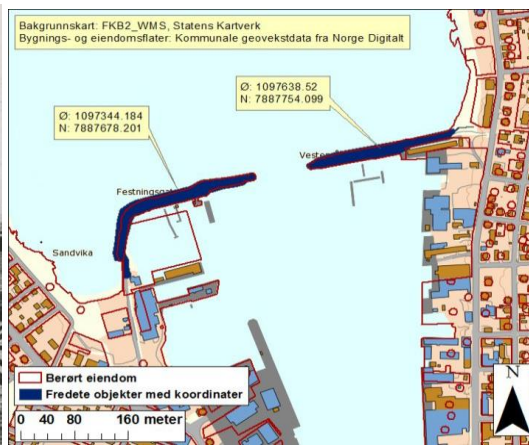 Bakgrunnskart: FKB2_WMS, Statens Kartverk
Bygnings- og eiendomsflater: Kommunale geovekstdata fra Norge Digitalt
Ø: 1097638.52
N: 7887754.099
Ø: 1097344.184
N: 7887678.201
Sandvika
Berørt eiendom
Fredete objekter med koordinater
0 40 80 160 meter
N